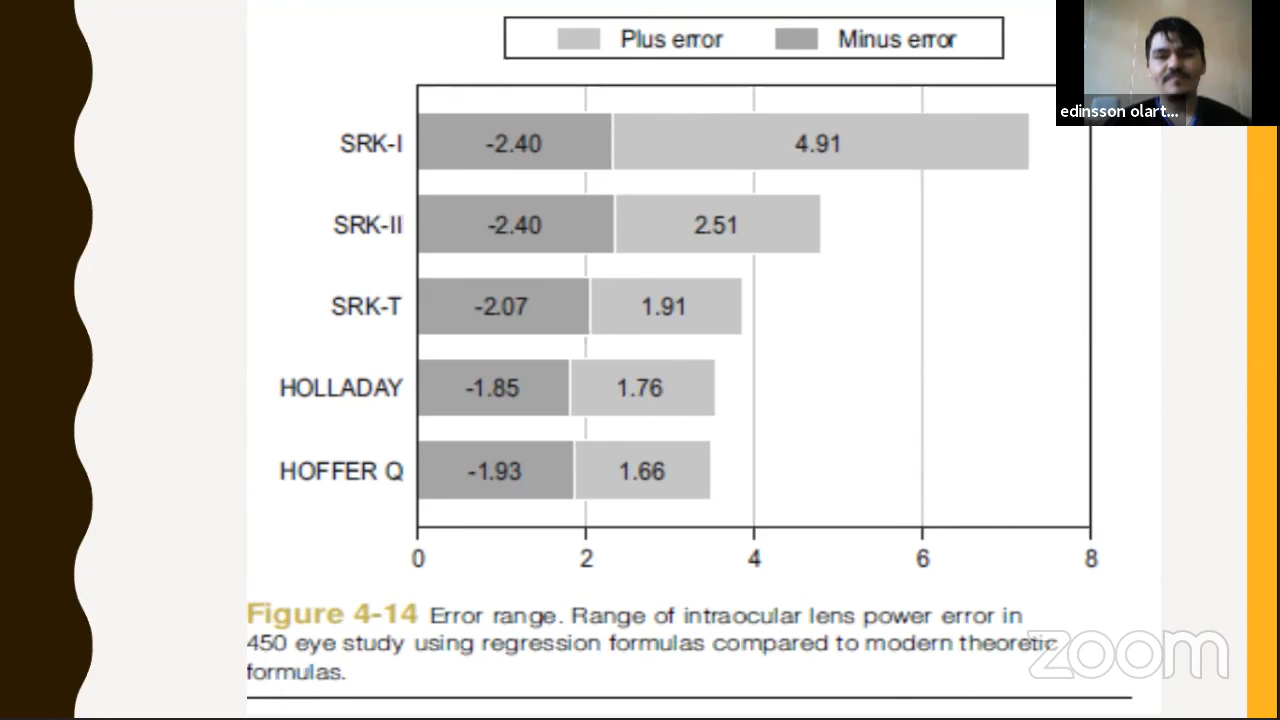 Plus error Minus error
edinsson olart...
SRK-I -2.40 4.91
SRK-II -2.40 2.51
SRK-T -2.07 1.91
HOLLADAY -1.85 1.76
HOFFER Q -1.93 1.66
0 2 4 6 8
Figure 4-14 Error range. Range of intraocular lens power error in
450 eye study using regression formulas compared to modern theoretic
formulas.
zoom